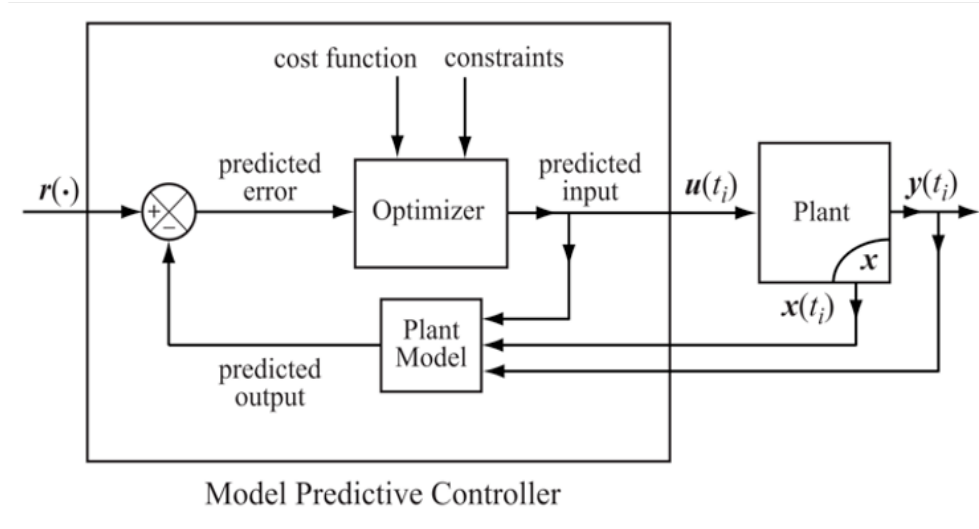 cost function
constraints
predicted
error
predicted
input
r(·)
+
−
Optimizer
u(tᵢ)
Plant
y(tᵢ)
x
x(tᵢ)
Plant
Model
predicted
output
Model Predictive Controller